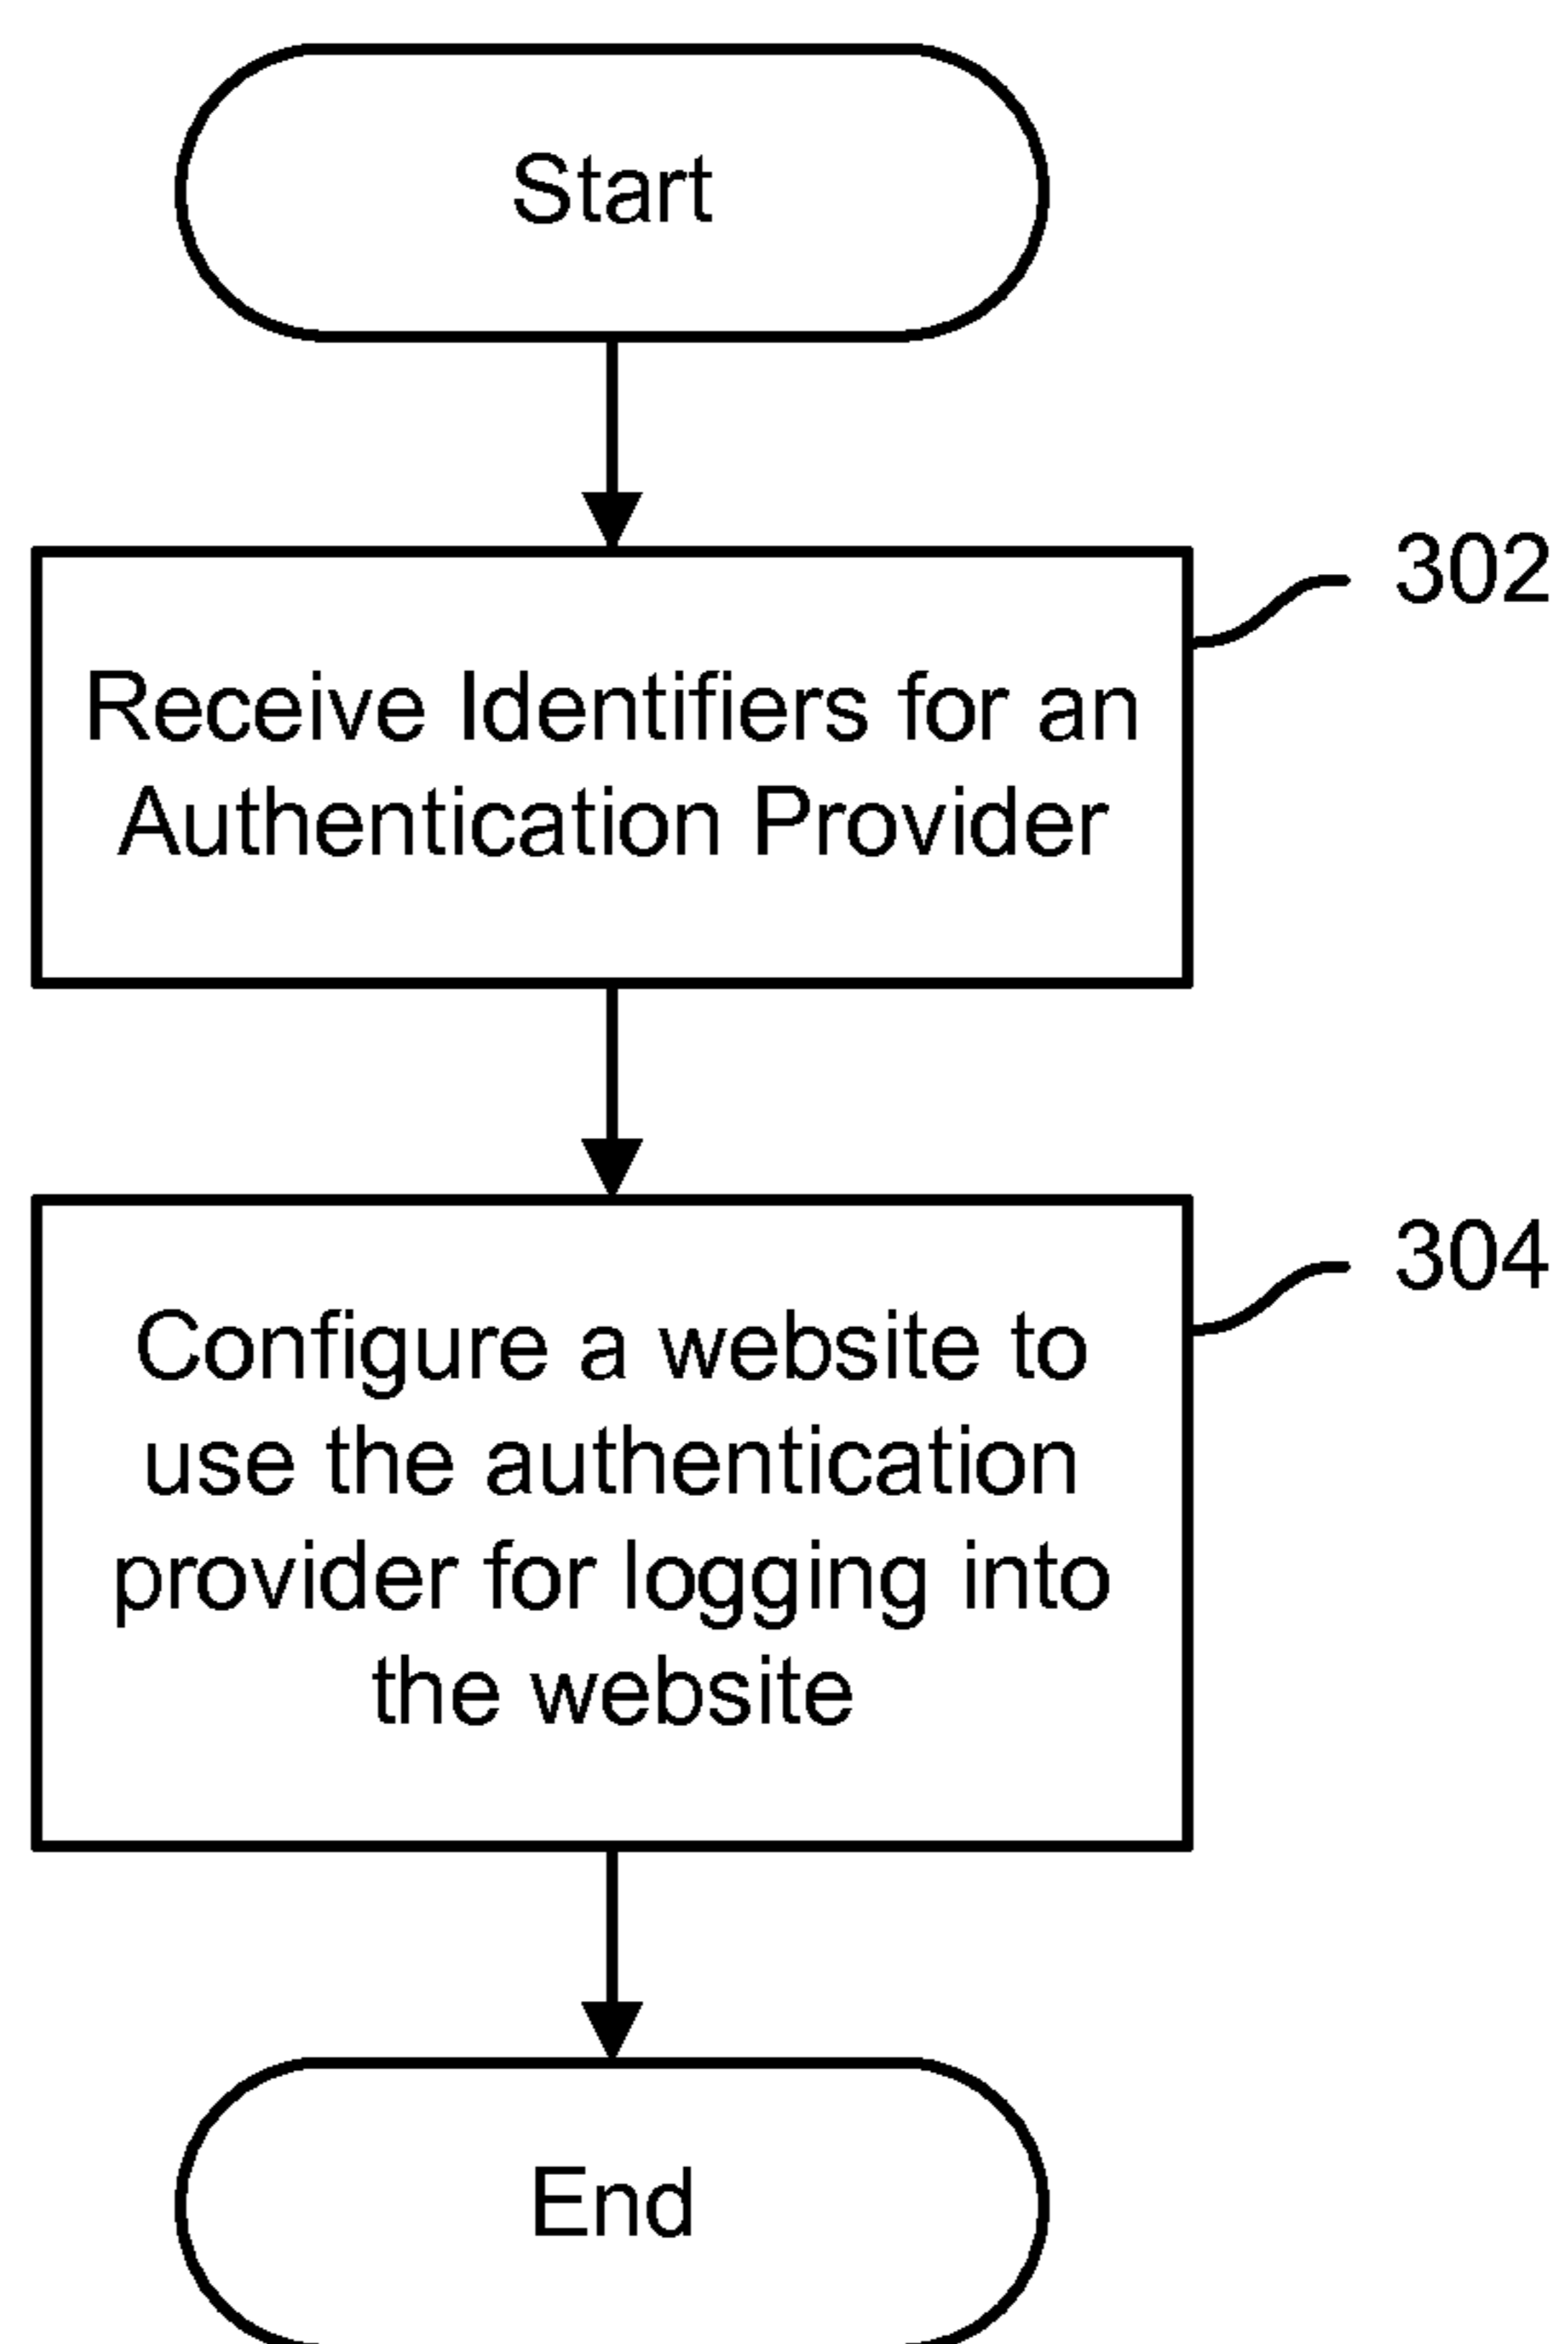 Start
302
Receive Identifiers for an
Authentication Provider
304
Configure a website to
use the authentication
provider for logging into
the website
End